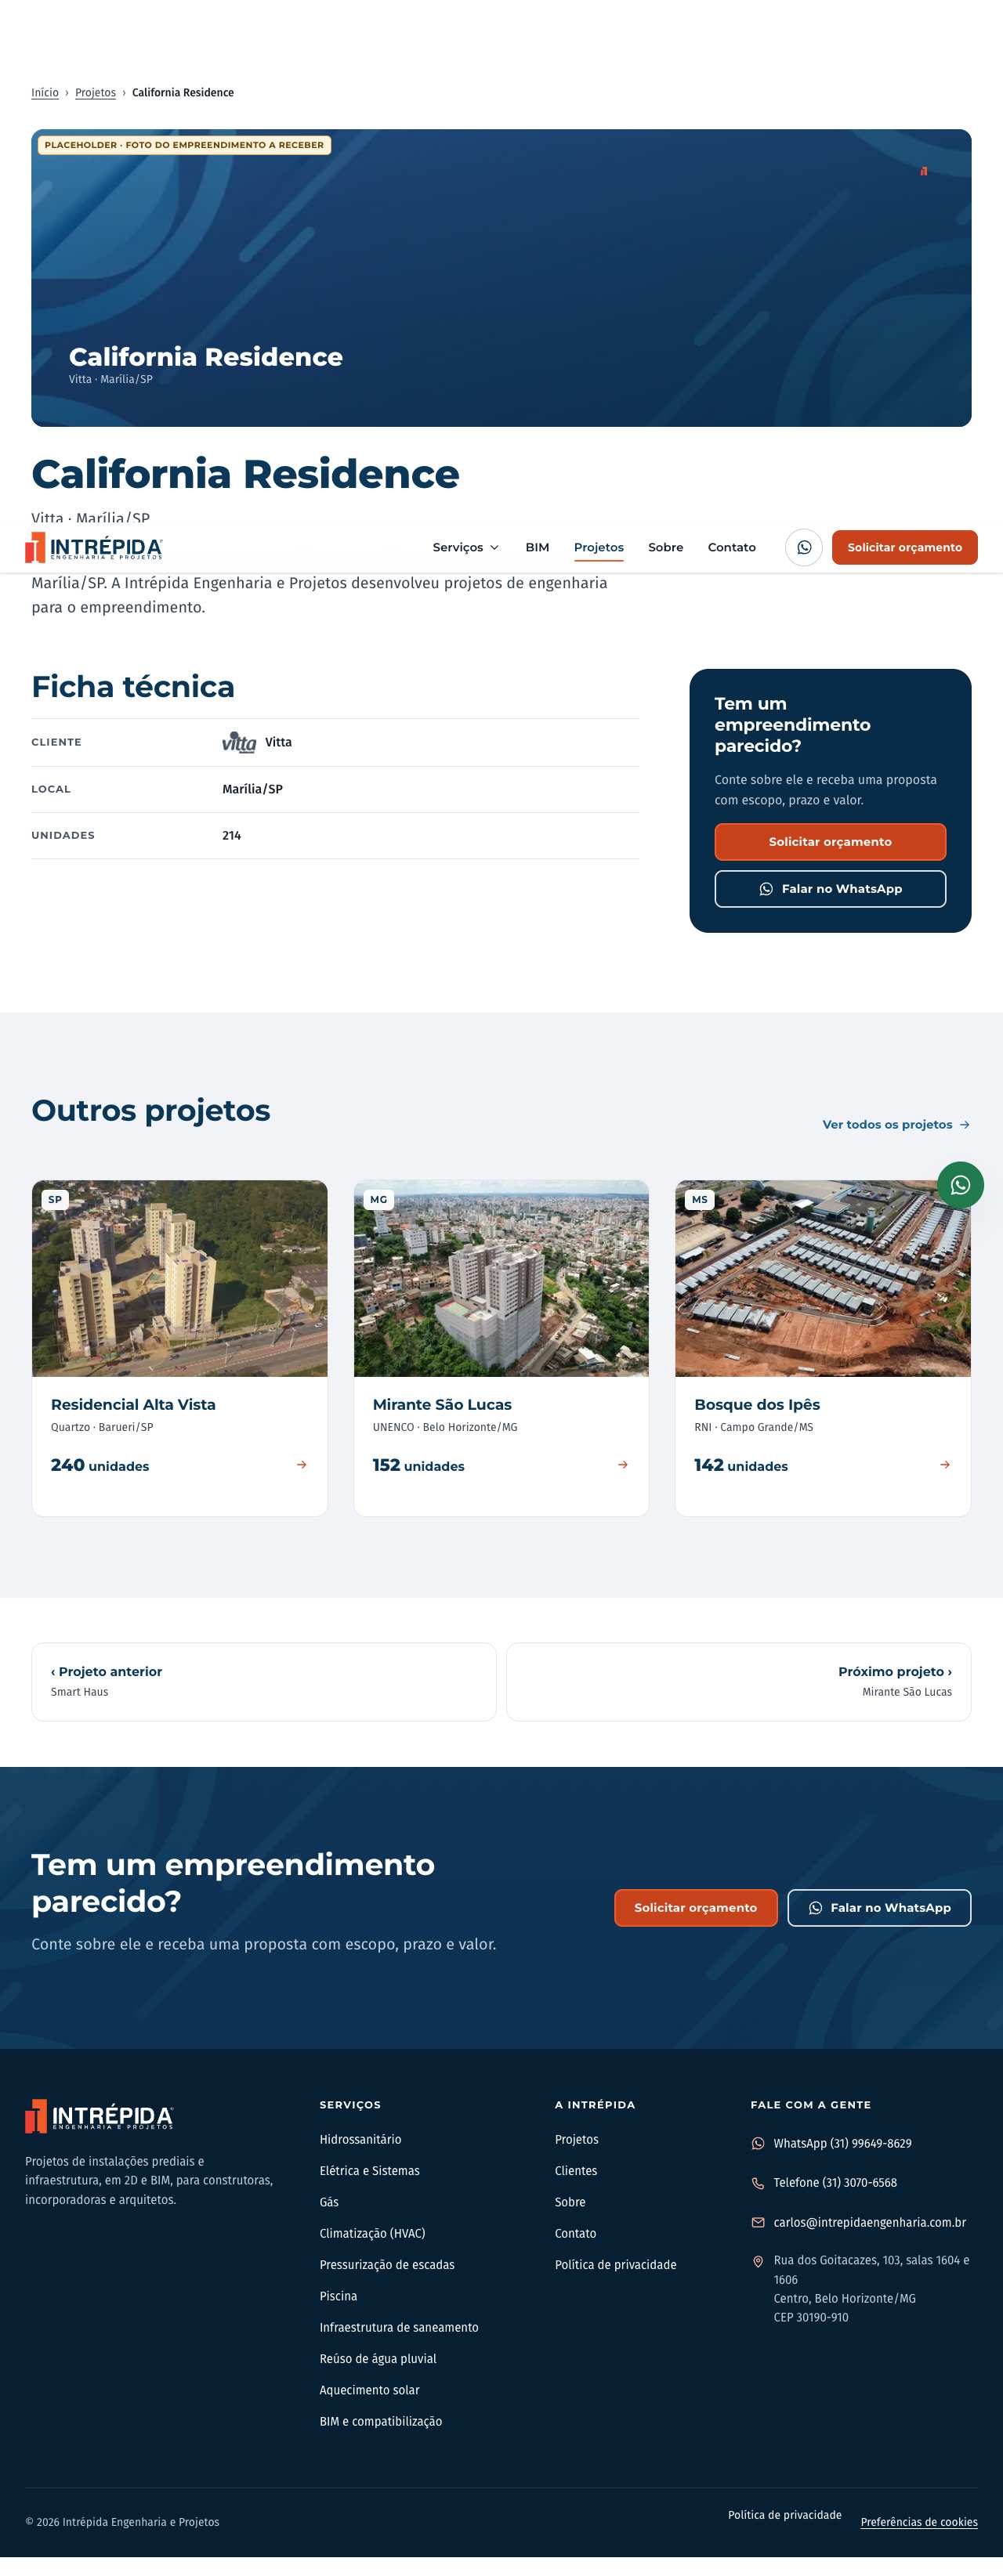 Início › Projetos › California Residence
PLACEHOLDER · FOTO DO EMPREENDIMENTO A RECEBER
California Residence
Vitta · Marília/SP
California Residence
Vitta · Marília/SP
INTRÉPIDA
ENGENHARIA E PROJETOS
Serviços
BIM
Projetos
Sobre
Contato
Solicitar orçamento
Marília/SP. A Intrépida Engenharia e Projetos desenvolveu projetos de engenharia
para o empreendimento.
Ficha técnica
CLIENTE
vitta
Vitta
LOCAL
Marília/SP
UNIDADES
214
Tem um
empreendimento
parecido?
Conte sobre ele e receba uma proposta
com escopo, prazo e valor.
Solicitar orçamento
Falar no WhatsApp
Outros projetos
Ver todos os projetos →
SP
Residencial Alta Vista
Quartzo · Barueri/SP
240 unidades →
MG
Mirante São Lucas
UNENCO · Belo Horizonte/MG
152 unidades →
MS
Bosque dos Ipês
RNI · Campo Grande/MS
142 unidades →
‹ Projeto anterior
Smart Haus
Próximo projeto ›
Mirante São Lucas
Tem um empreendimento
parecido?
Conte sobre ele e receba uma proposta com escopo, prazo e valor.
Solicitar orçamento
Falar no WhatsApp
INTRÉPIDA
ENGENHARIA E PROJETOS
Projetos de instalações prediais e
infraestrutura, em 2D e BIM, para construtoras,
incorporadoras e arquitetos.
SERVIÇOS
Hidrossanitário
Elétrica e Sistemas
Gás
Climatização (HVAC)
Pressurização de escadas
Piscina
Infraestrutura de saneamento
Reúso de água pluvial
Aquecimento solar
BIM e compatibilização
A INTRÉPIDA
Projetos
Clientes
Sobre
Contato
Política de privacidade
FALE COM A GENTE
WhatsApp (31) 99649-8629
Telefone (31) 3070-6568
carlos@intrepidaengenharia.com.br
Rua dos Goitacazes, 103, salas 1604 e
1606
Centro, Belo Horizonte/MG
CEP 30190-910
© 2026 Intrépida Engenharia e Projetos
Política de privacidade
Preferências de cookies